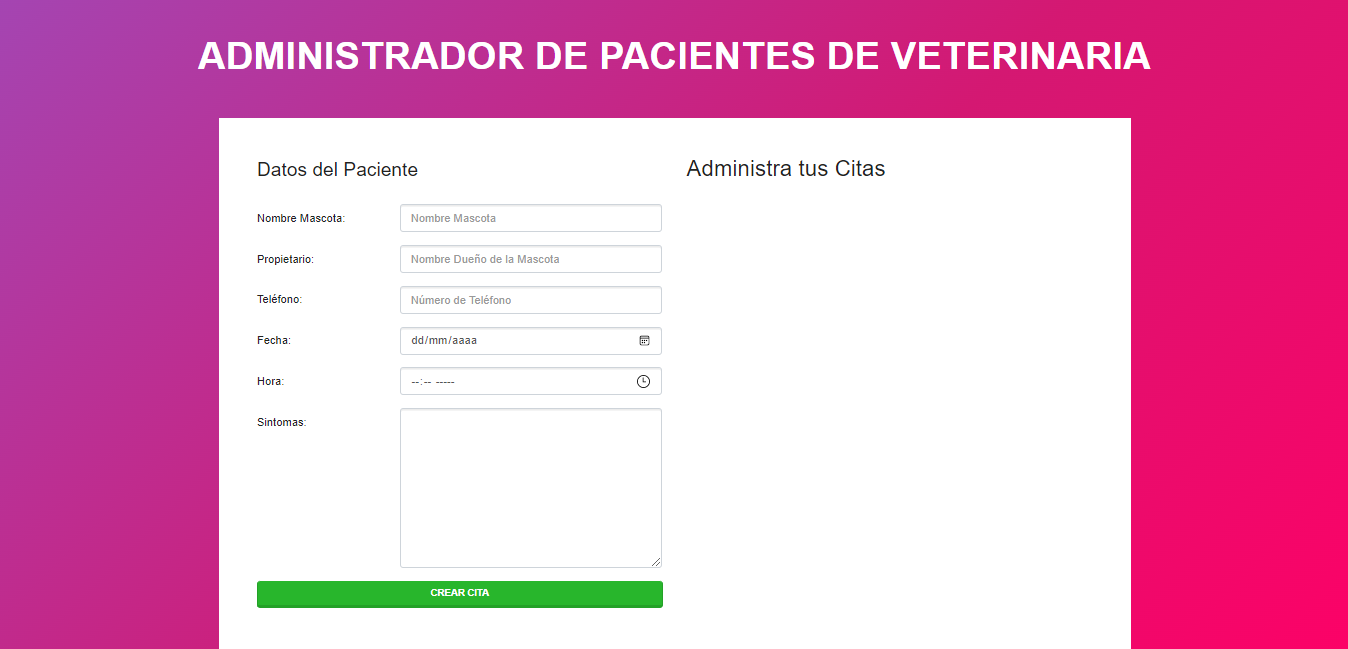 ADMINISTRADOR DE PACIENTES DE VETERINARIA
Datos del Paciente
Nombre Mascota:
Nombre Mascota
Propietario:
Nombre Dueño de la Mascota
Teléfono:
Número de Teléfono
Fecha:
dd/mm/aaaa
Hora:
--:-- -----
Sintomas:
CREAR CITA
Administra tus Citas